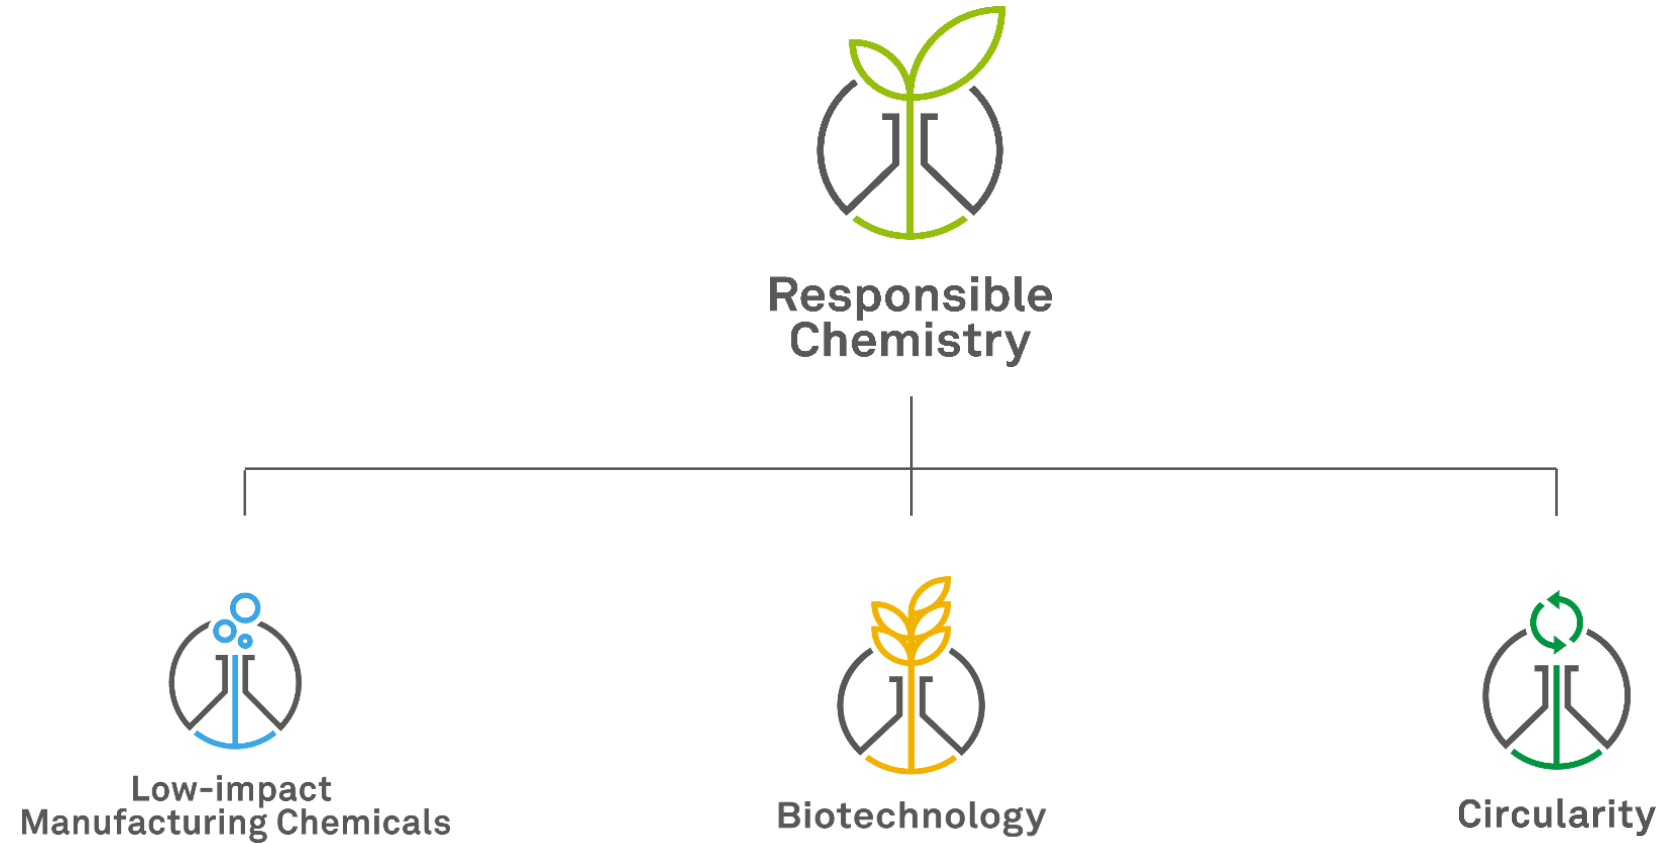 Responsible
Chemistry
Low-impact
Manufacturing Chemicals
Biotechnology
Circularity